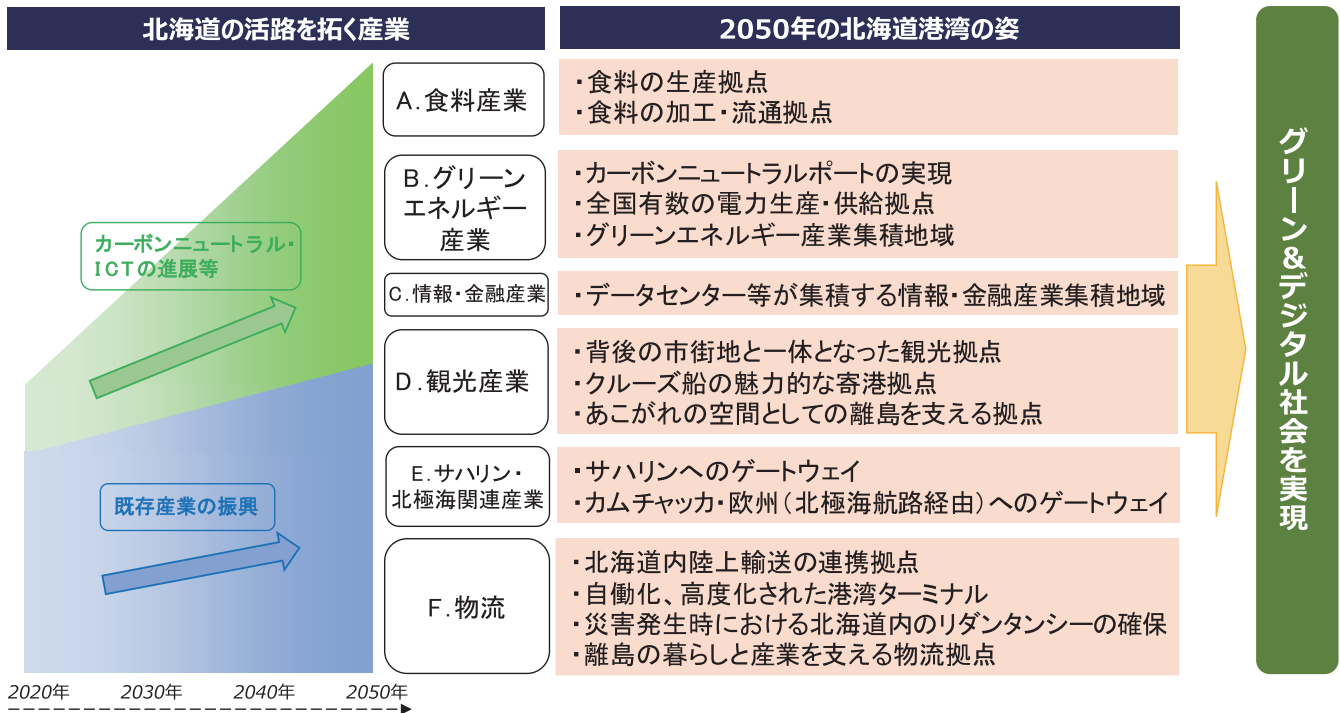 北海道の活路を拓く産業
2050年の北海道港湾の姿
カーボンニュートラル・
ICTの進展等
既存産業の振興
2020年
2030年
2040年
2050年
A.食料産業
・食料の生産拠点
・食料の加工・流通拠点
B.グリーン
エネルギー
産業
・カーボンニュートラルポートの実現
・全国有数の電力生産・供給拠点
・グリーンエネルギー産業集積地域
C.情報・金融産業
・データセンター等が集積する情報・金融産業集積地域
D.観光産業
・背後の市街地と一体となった観光拠点
・クルーズ船の魅力的な寄港拠点
・あこがれの空間としての離島を支える拠点
E.サハリン・
北極海関連産業
・サハリンへのゲートウェイ
・カムチャッカ・欧州(北極海航路経由)へのゲートウェイ
F.物流
・北海道内陸上輸送の連携拠点
・自働化、高度化された港湾ターミナル
・災害発生時における北海道内のリダンタンシーの確保
・離島の暮らしと産業を支える物流拠点
グリーン&デジタル社会を実現